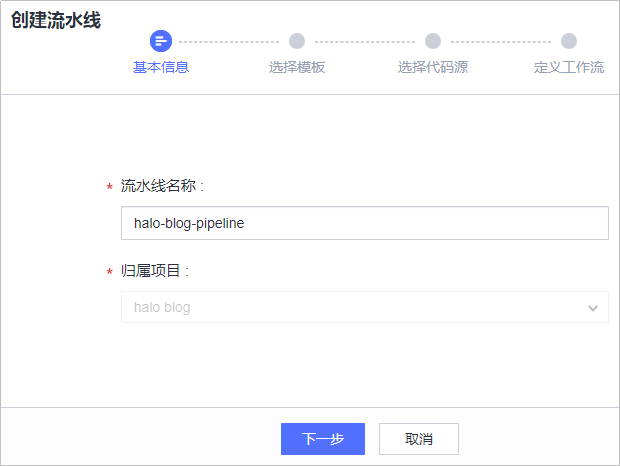 创建流水线
基本信息 选择模板 选择代码源 定义工作流
* 流水线名称 :
halo-blog-pipeline
* 归属项目 :
halo blog
下一步 取消